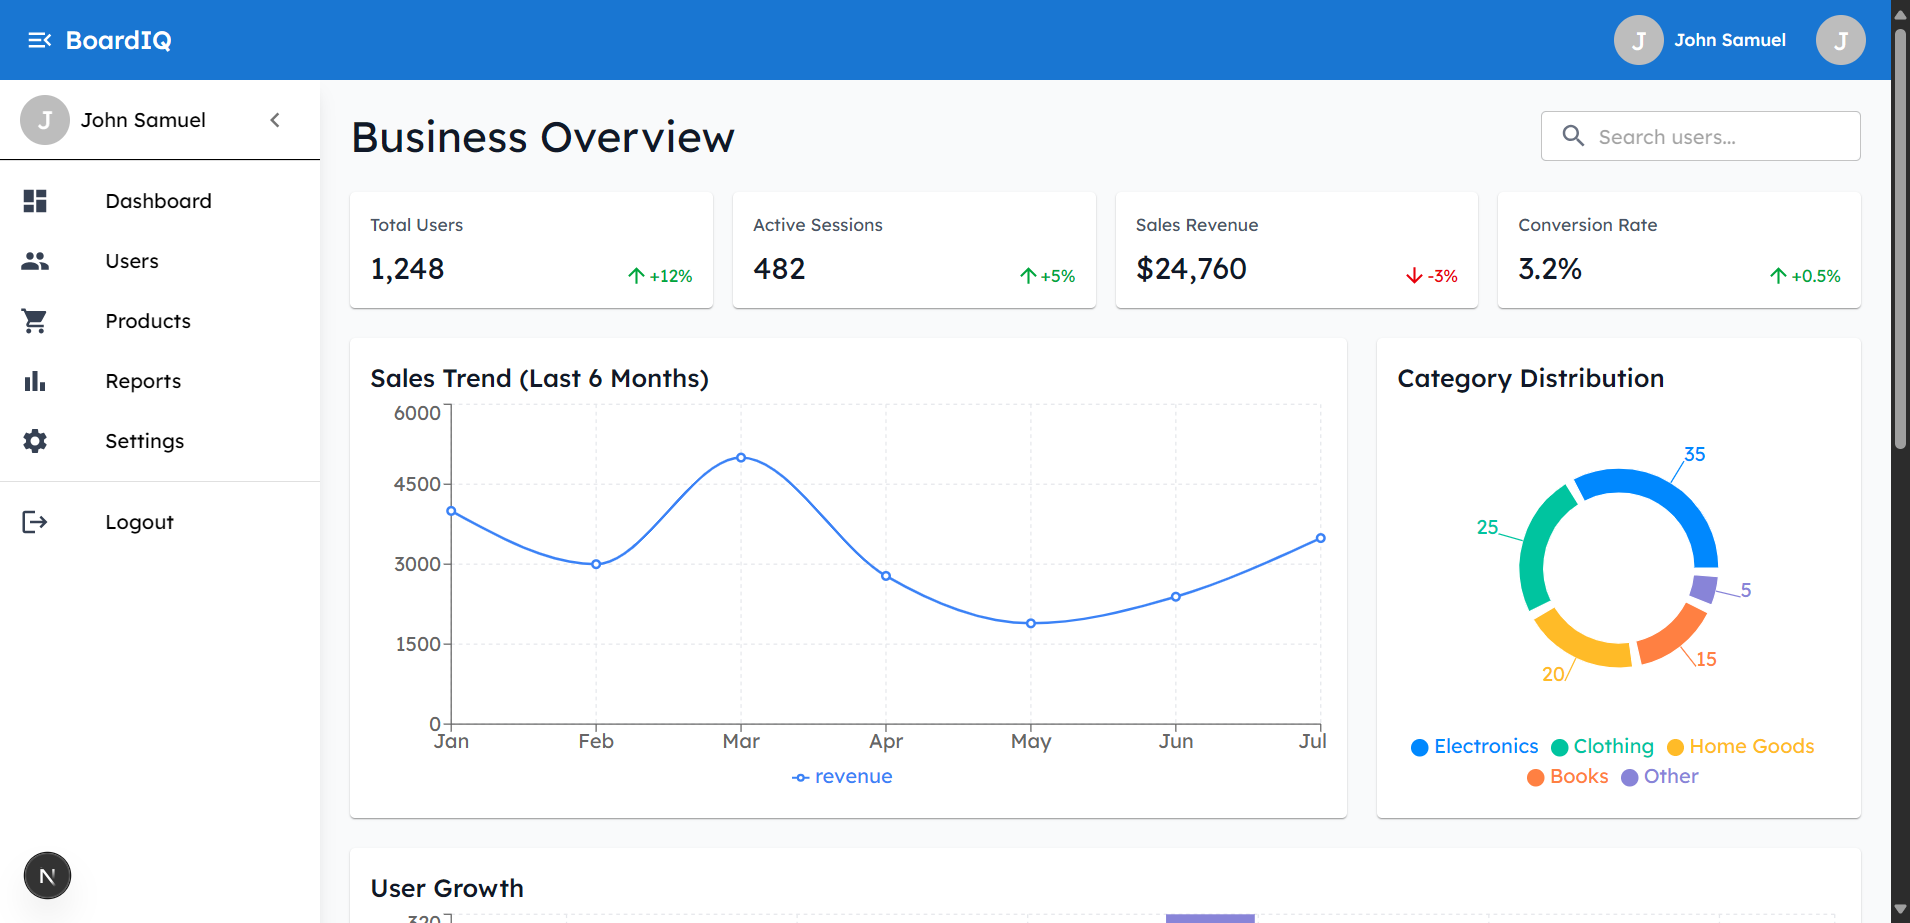 BoardIQ
J John Samuel J
J John Samuel
Dashboard
Users
Products
Reports
Settings
Logout
N
Business Overview
Search users...
Total Users
1,248 +12%
Active Sessions
482 +5%
Sales Revenue
$24,760 -3%
Conversion Rate
3.2% +0.5%
Sales Trend (Last 6 Months)
6000
4500
3000
1500
0
Jan Feb Mar Apr May Jun Jul
revenue
Category Distribution
35
25
5
15
20
Electronics Clothing Home Goods
Books Other
User Growth
320